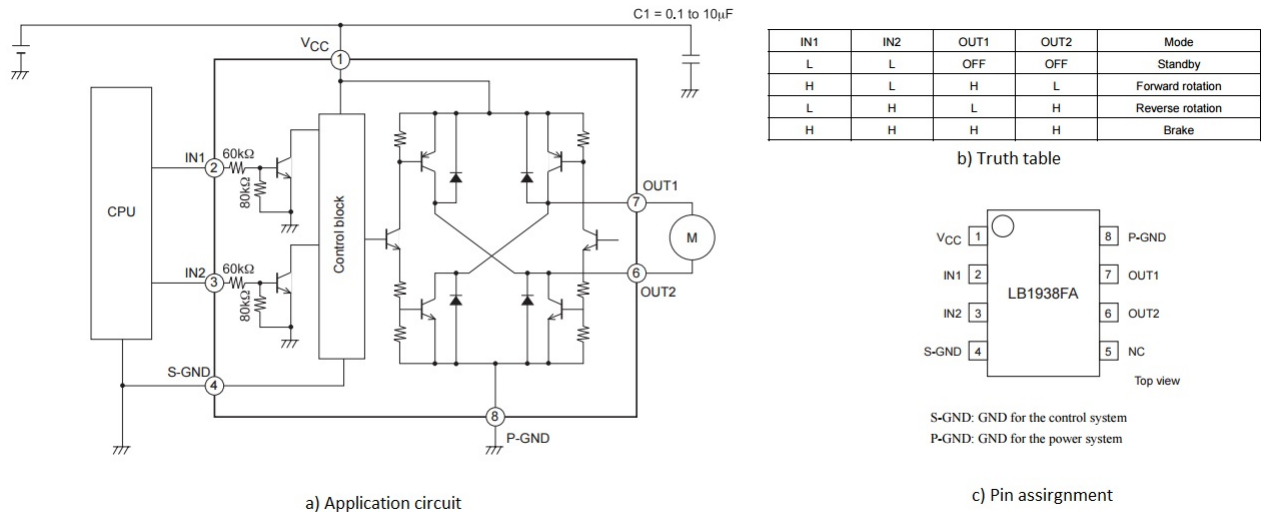 C1 = 0.1 to 10μF
VCC
1
IN1
2
60kΩ
80kΩ
CPU
Control block
OUT1
7
M
IN2
3
60kΩ
80kΩ
6
OUT2
S-GND
4
8
P-GND
a) Application circuit
IN1 IN2 OUT1 OUT2 Mode
L L OFF OFF Standby
H L H L Forward rotation
L H L H Reverse rotation
H H H H Brake
b) Truth table
VCC 1 8 P-GND
IN1 2 7 OUT1
LB1938FA
IN2 3 6 OUT2
S-GND 4 5 NC
Top view
S-GND: GND for the control system
P-GND: GND for the power system
c) Pin assirgnment